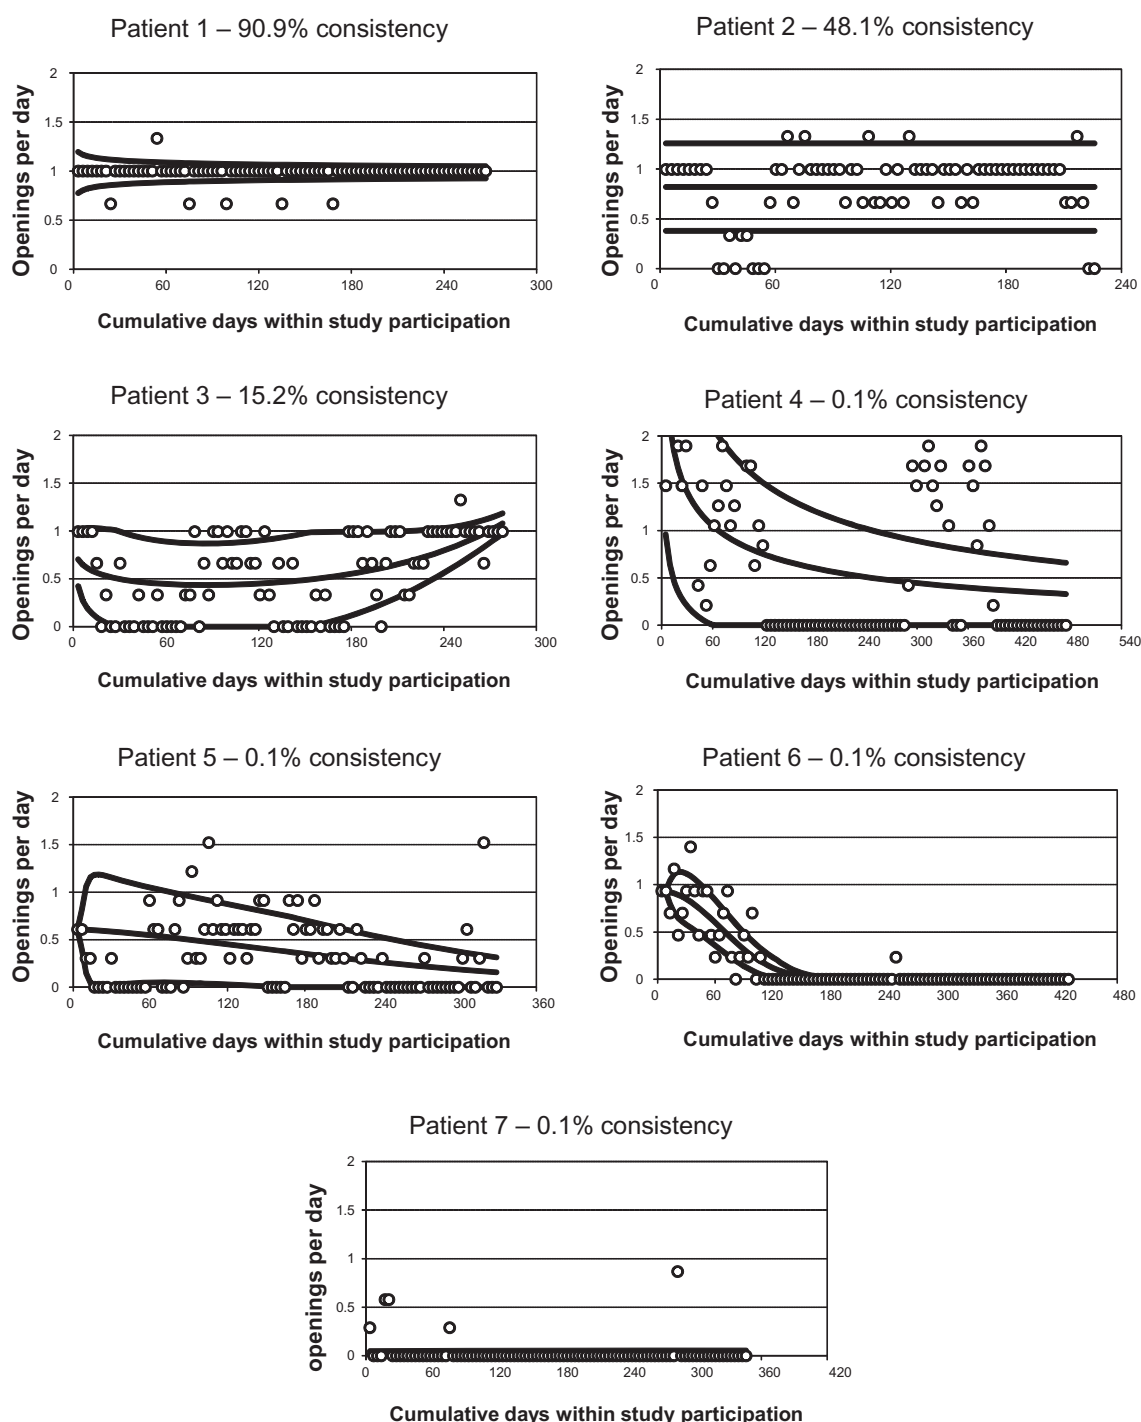 Patient 1 – 90.9% consistency
Openings per day
2
1.5
1
0.5
0
0 60 120 180 240 300
Cumulative days within study participation
Patient 2 – 48.1% consistency
Openings per day
2
1.5
1
0.5
0
0 60 120 180 240
Cumulative days within study participation
Patient 3 – 15.2% consistency
Openings per day
2
1.5
1
0.5
0
0 60 120 180 240 300
Cumulative days within study participation
Patient 4 – 0.1% consistency
Openings per day
2
1.5
1
0.5
0
0 60 120 180 240 300 360 420 480 540
Cumulative days within study participation
Patient 5 – 0.1% consistency
Openings per day
2
1.5
1
0.5
0
0 60 120 180 240 300 360
Cumulative days within study participation
Patient 6 – 0.1% consistency
Openings per day
2
1.5
1
0.5
0
0 60 120 180 240 300 360 420 480
Cumulative days within study participation
Patient 7 – 0.1% consistency
openings per day
2
1.5
1
0.5
0
0 60 120 180 240 300 360 420
Cumulative days within study participation